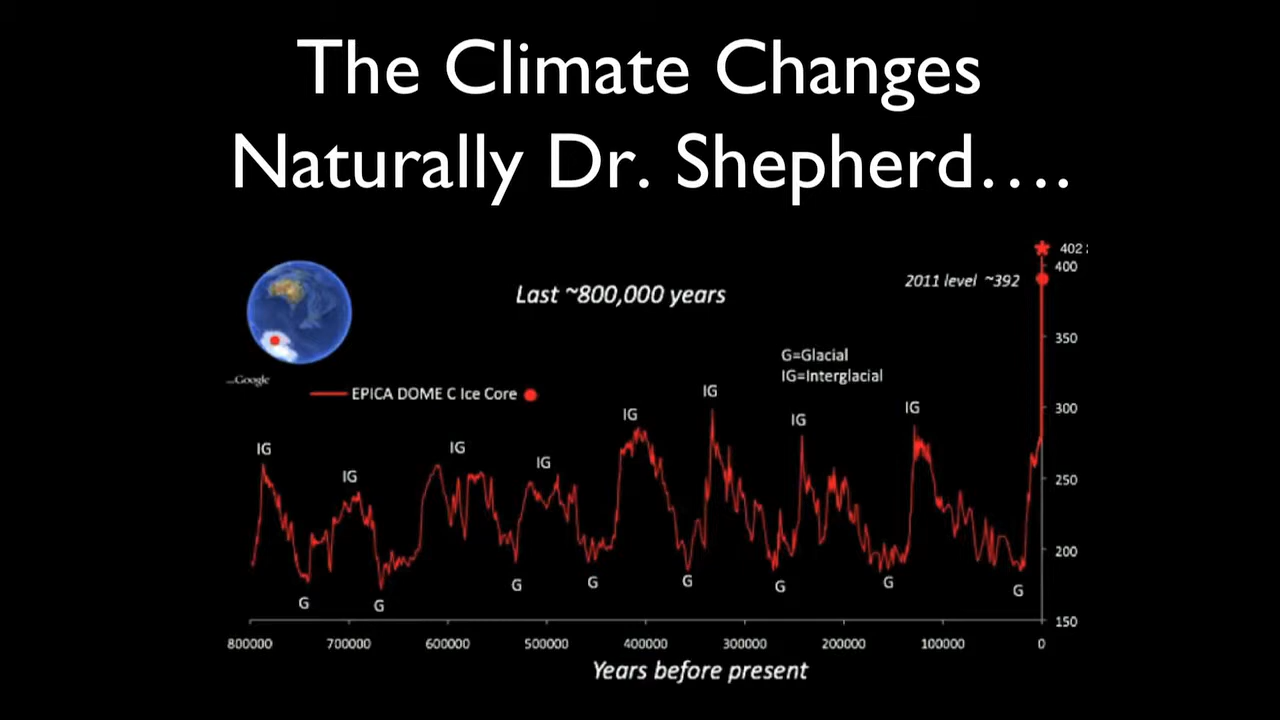 The Climate Changes
Naturally Dr. Shepherd….
402
400
2011 level ~392
Last ~800,000 years
350
G=Glacial
IG=Interglacial
...Google
EPICA DOME C Ice Core
300
IG
IG
IG
IG
IG
IG
IG
IG
250
200
G
G
G
G
G
G
G
G
150
800000
700000
600000
500000
400000
300000
200000
100000
0
Years before present